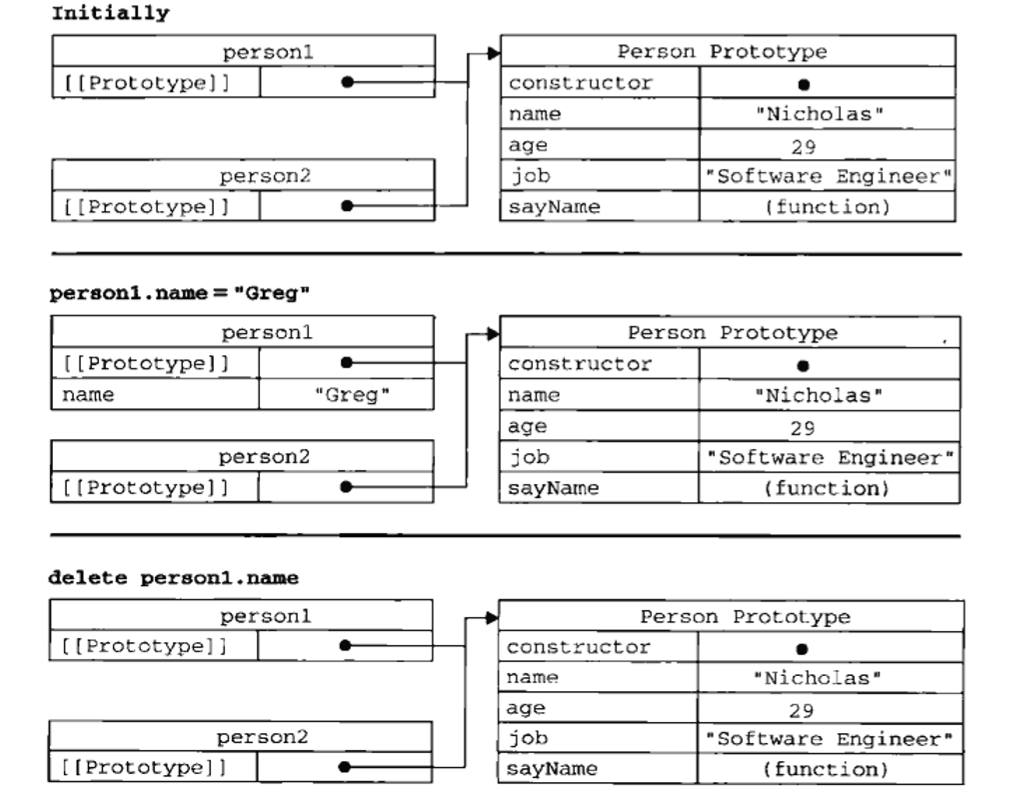 Initially
person1 Person Prototype
[[Prototype]] constructor
name "Nicholas"
age 29
person2 job "Software Engineer"
[[Prototype]] sayName (function)
person1.name = "Greg"
person1 Person Prototype
[[Prototype]] constructor
name "Greg" name "Nicholas"
age 29
person2 job "Software Engineer"
[[Prototype]] sayName (function)
delete person1.name
person1 Person Prototype
[[Prototype]] constructor
name "Nicholas"
age 29
person2 job "Software Engineer"
[[Prototype]] sayName (function)